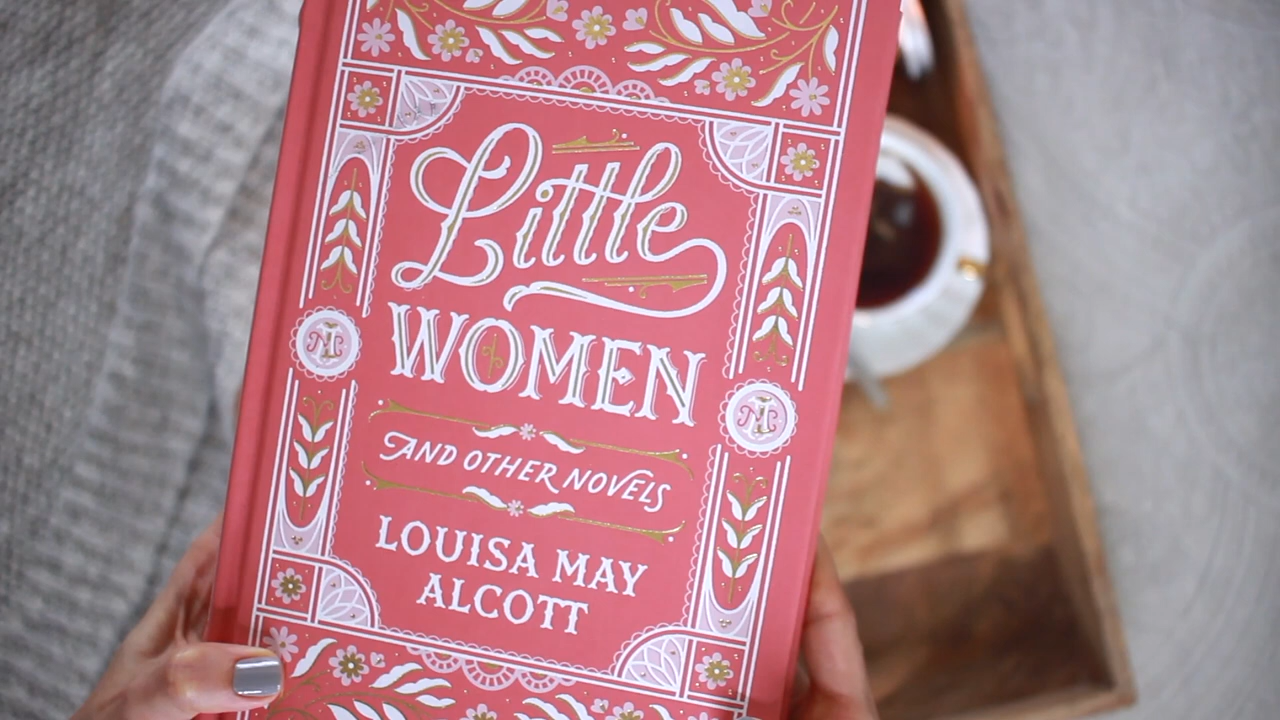 Little
WOMEN
AND OTHER NOVELS
LOUISA MAY
ALCOTT